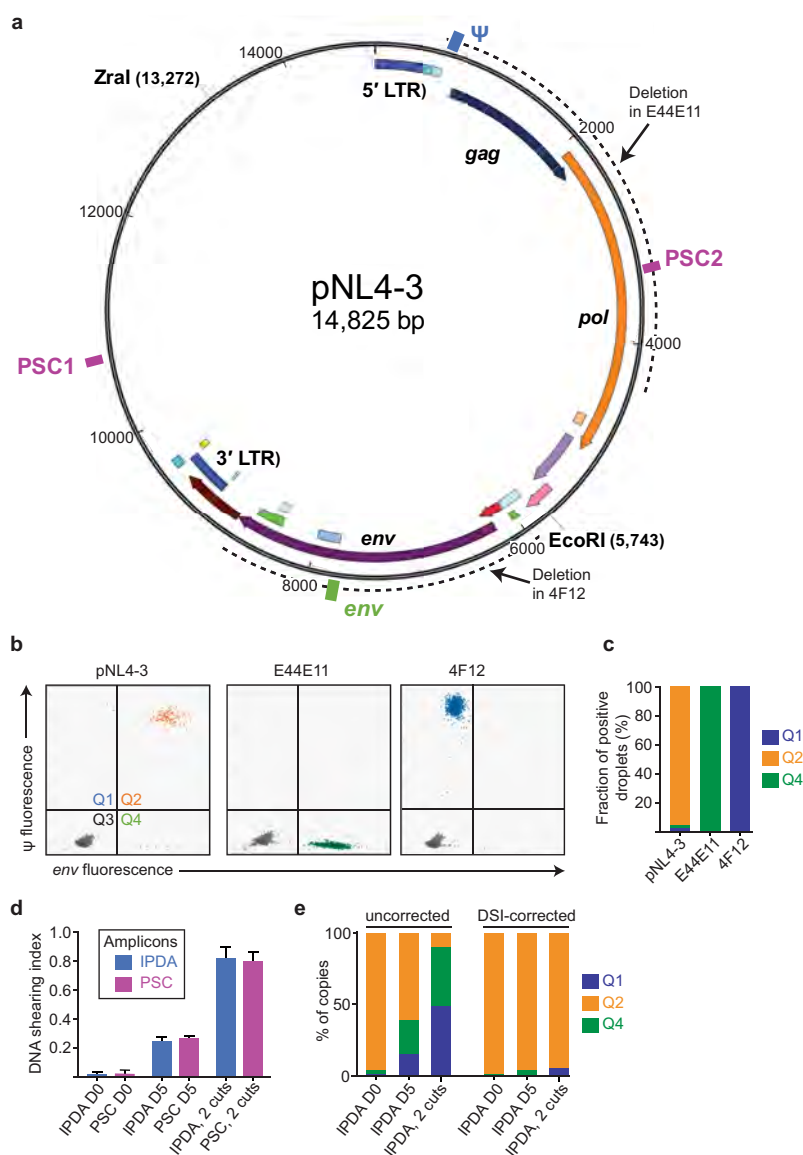 a
Ψ
14000
ZraI (13,272)
5′ LTR)
Deletion
in E44E11
2000
gag
12000
PSC2
pNL4-3
14,825 bp
pol
4000
PSC1
10000
3′ LTR)
env
EcoRI (5,743)
6000
Deletion
in 4F12
8000
env
b
pNL4-3
E44E11
4F12
Ψ fluorescence
Q1 Q2
Q3 Q4
env fluorescence
c
Fraction of positive
droplets (%)
100
80
60
40
20
pNL4-3
E44E11
4F12
Q1
Q2
Q4
d
DNA shearing index
1.0
0.8
0.6
0.4
0.2
Amplicons
IPDA
PSC
IPDA D0
PSC D0
IPDA D5
PSC D5
IPDA, 2 cuts
PSC, 2 cuts
e
uncorrected
DSI-corrected
% of copies
100
50
0
IPDA D0
IPDA D5
IPDA, 2 cuts
IPDA D0
IPDA D5
IPDA, 2 cuts
Q1
Q2
Q4